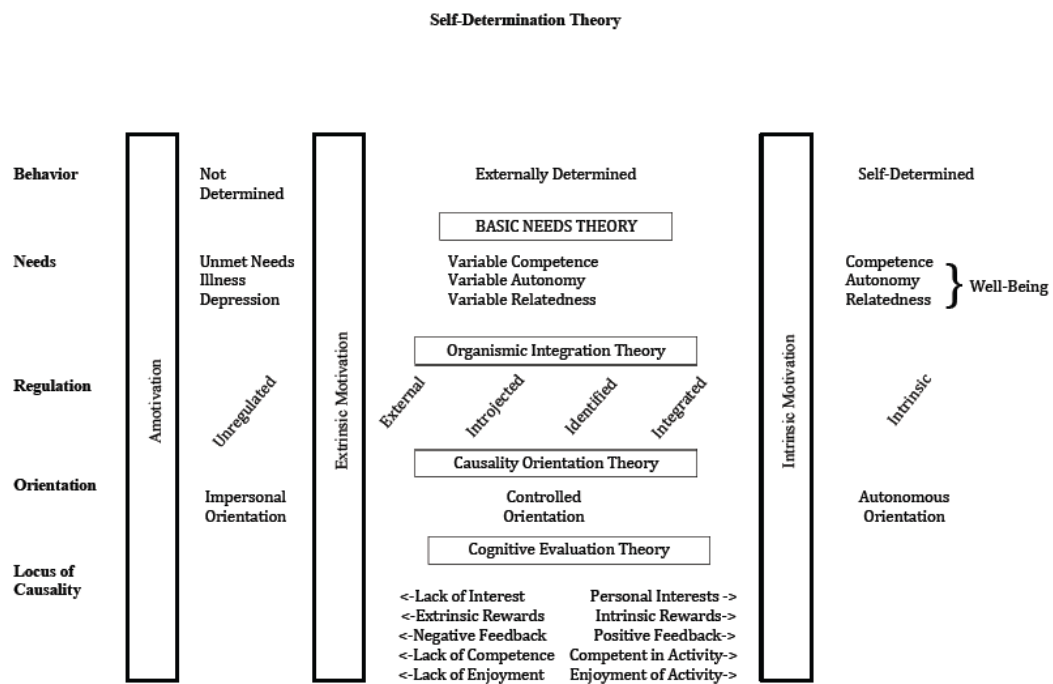 Self-Determination Theory
Behavior
Not
Determined
Externally Determined
Self-Determined
BASIC NEEDS THEORY
Needs
Unmet Needs
Illness
Depression
Variable Competence
Variable Autonomy
Variable Relatedness
Competence
Autonomy
Relatedness
} Well-Being
Organismic Integration Theory
Regulation
Amotivation
Unregulated
Extrinsic Motivation
External
Introjected
Identified
Integrated
Intrinsic Motivation
Intrinsic
Causality Orientation Theory
Orientation
Impersonal
Orientation
Controlled
Orientation
Autonomous
Orientation
Cognitive Evaluation Theory
Locus of
Causality
<-Lack of Interest Personal Interests ->
<-Extrinsic Rewards Intrinsic Rewards->
<-Negative Feedback Positive Feedback->
<-Lack of Competence Competent in Activity->
<-Lack of Enjoyment Enjoyment of Activity->